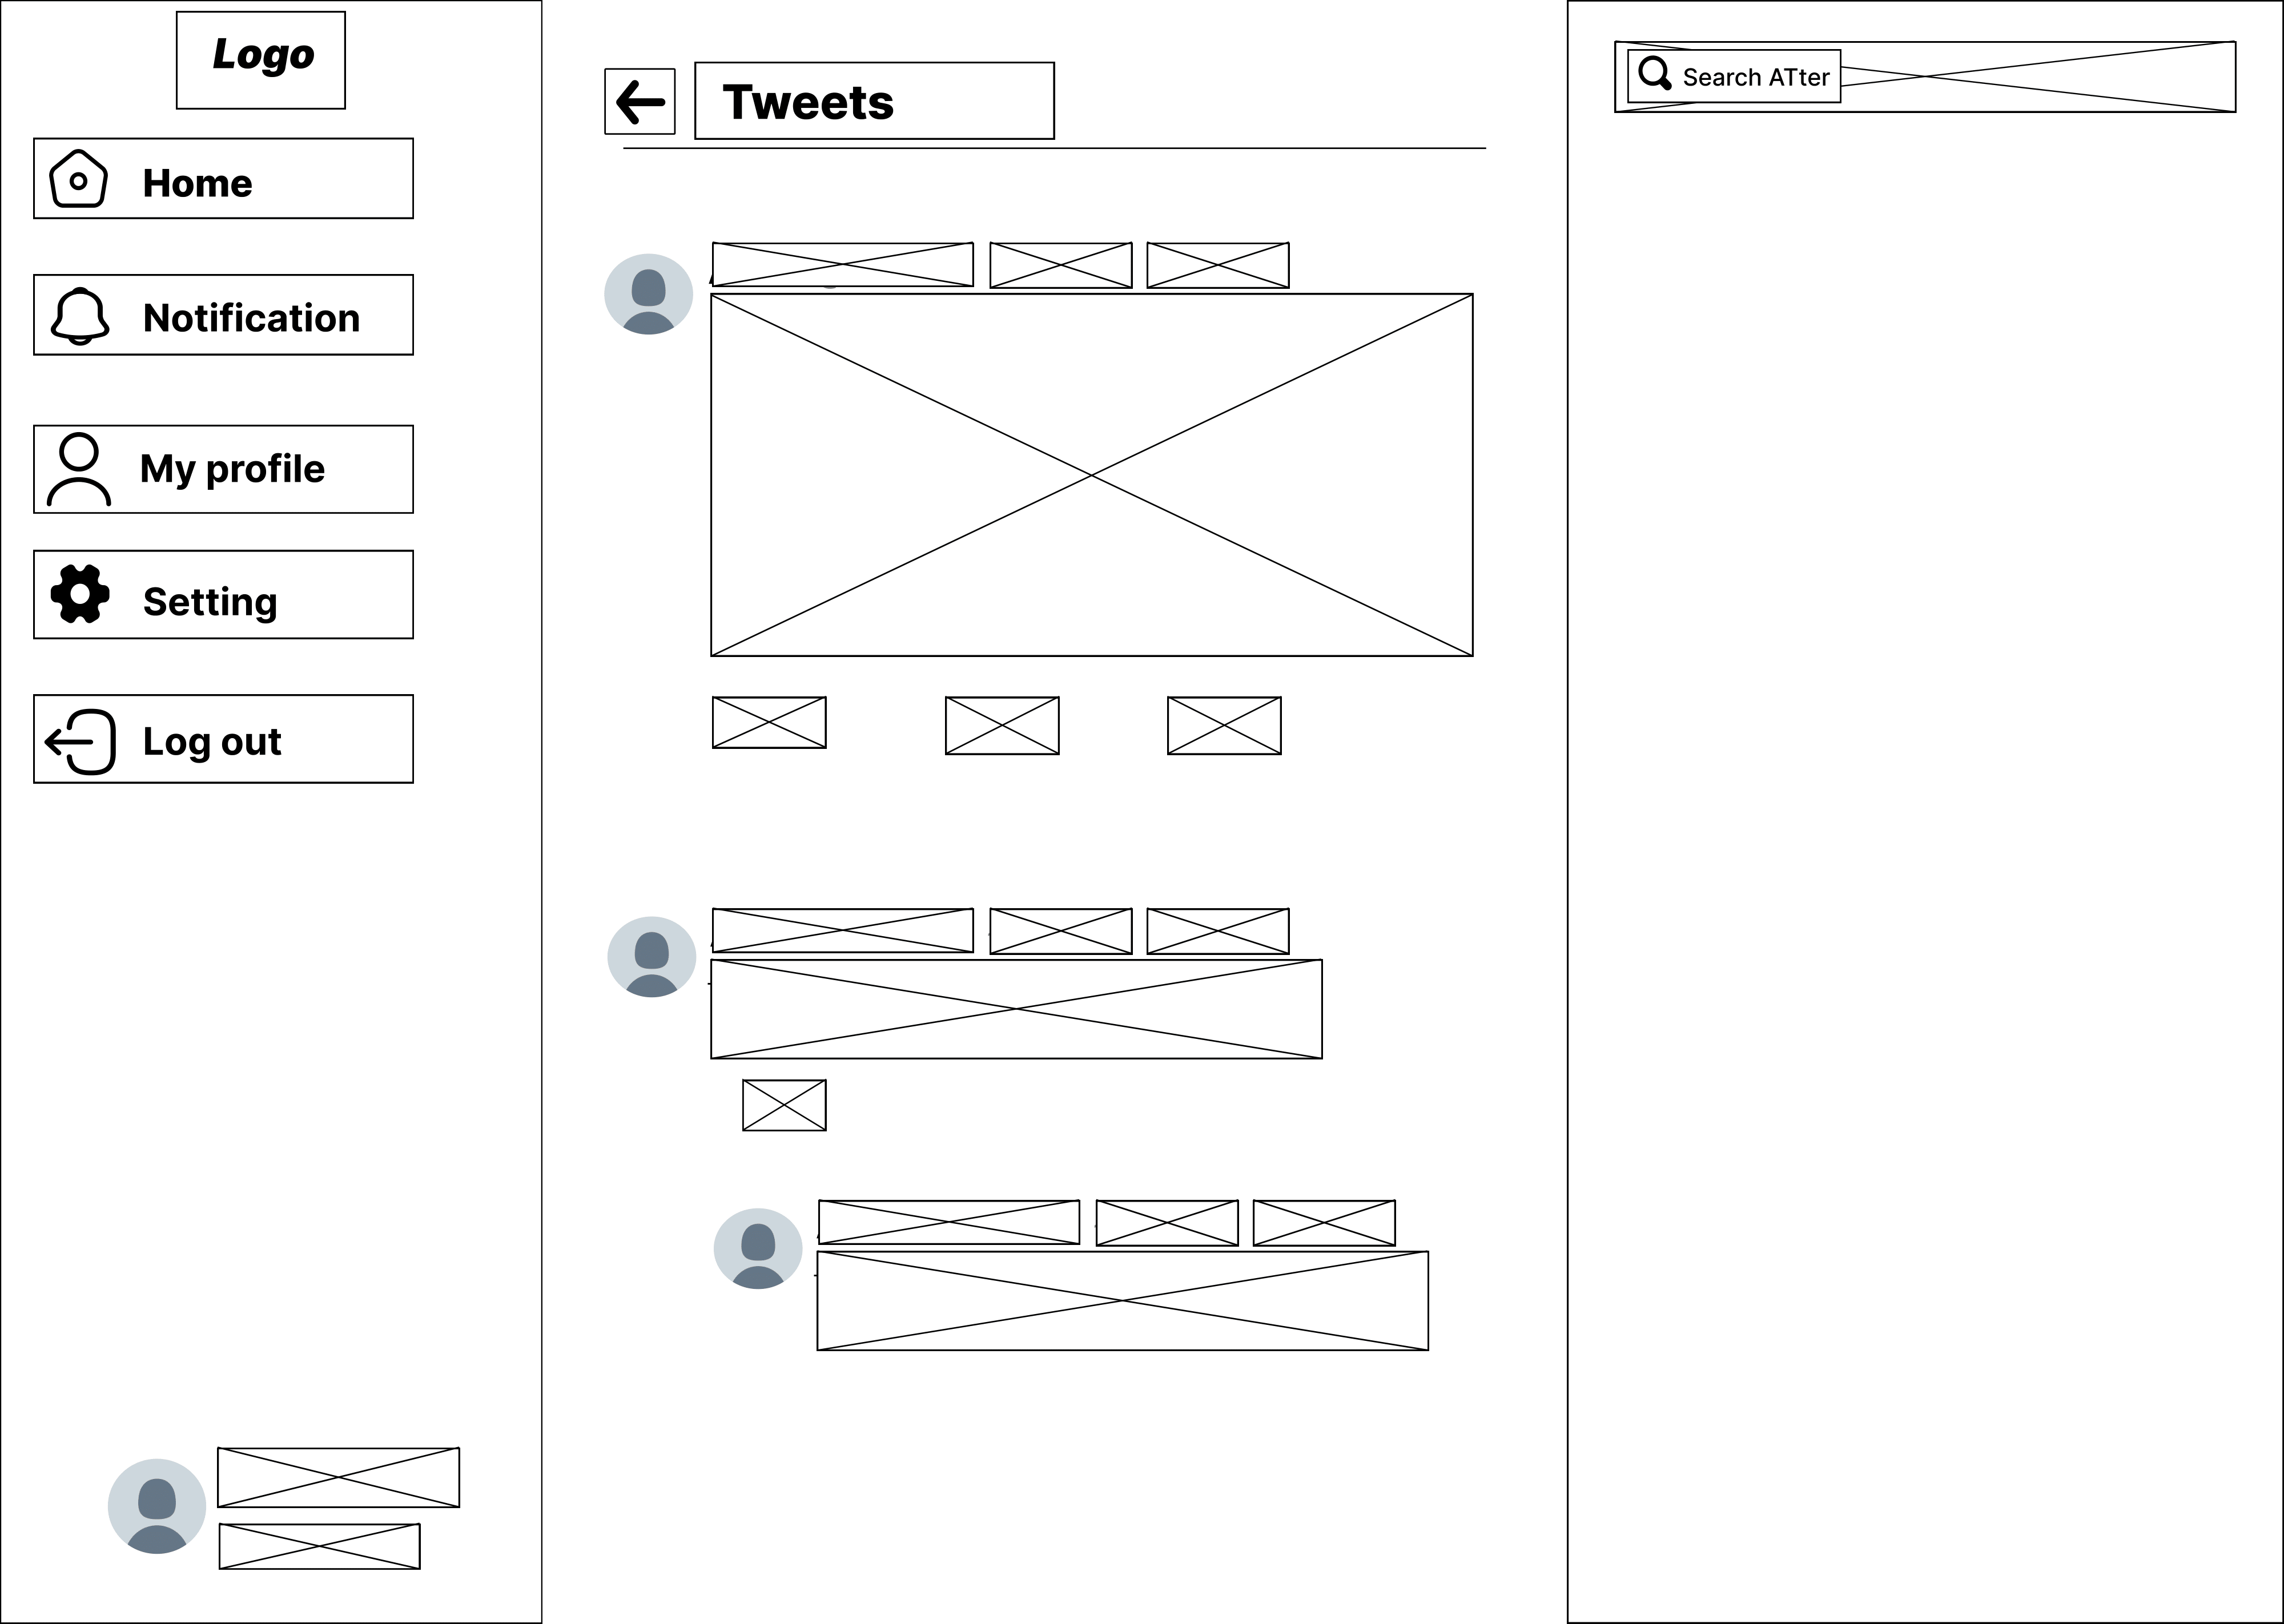 Logo
Home
Notification
My profile
Setting
Log out
Tweets
Search ATter